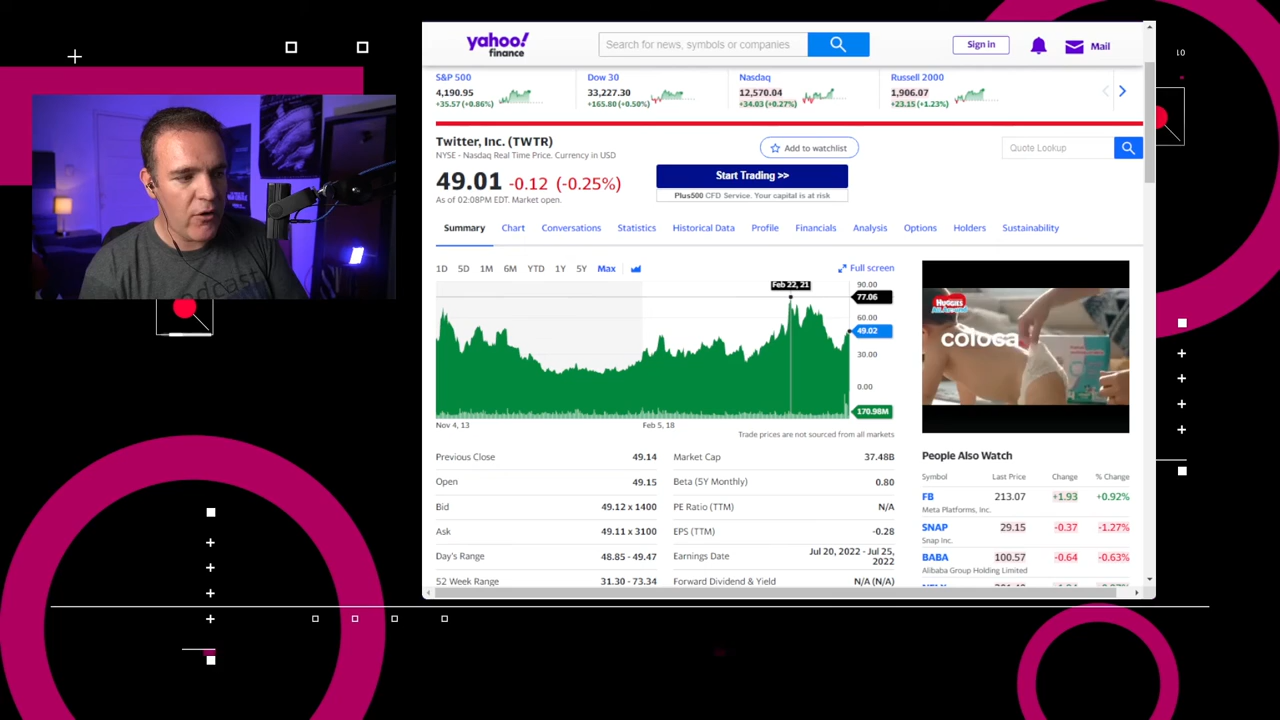 yahoo!
finance
Search for news, symbols or companies
Sign in
Mail
S&P 500
4,190.95
+35.57 (+0.86%)
Dow 30
33,227.30
+165.80 (+0.50%)
Nasdaq
12,570.04
+34.03 (+0.27%)
Russell 2000
1,906.07
+23.15 (+1.23%)
Twitter, Inc. (TWTR)
NYSE - Nasdaq Real Time Price. Currency in USD
Add to watchlist
Quote Lookup
49.01 -0.12 (-0.25%)
As of 02:08PM EDT. Market open.
Start Trading >>
Plus500 CFD Service. Your capital is at risk
Summary Chart Conversations Statistics Historical Data Profile Financials Analysis Options Holders Sustainability
1D 5D 1M 6M YTD 1Y 5Y Max
Full screen
Feb 22, 21
90.00
77.06
60.00
49.02
30.00
0.00
170.98M
Nov 4, 13
Feb 5, 18
Trade prices are not sourced from all markets
HUGGIES
coloca
Previous Close 49.14
Open 49.15
Bid 49.12 x 1400
Ask 49.11 x 3100
Day's Range 48.85 - 49.47
52 Week Range 31.30 - 73.34
Market Cap 37.48B
Beta (5Y Monthly) 0.80
PE Ratio (TTM) N/A
EPS (TTM) -0.28
Earnings Date Jul 20, 2022 - Jul 25,
2022
Forward Dividend & Yield N/A (N/A)
People Also Watch
Symbol Last Price Change % Change
FB 213.07 +1.93 +0.92%
Meta Platforms, Inc.
SNAP 29.15 -0.37 -1.27%
Snap Inc.
BABA 100.57 -0.64 -0.63%
Alibaba Group Holding Limited